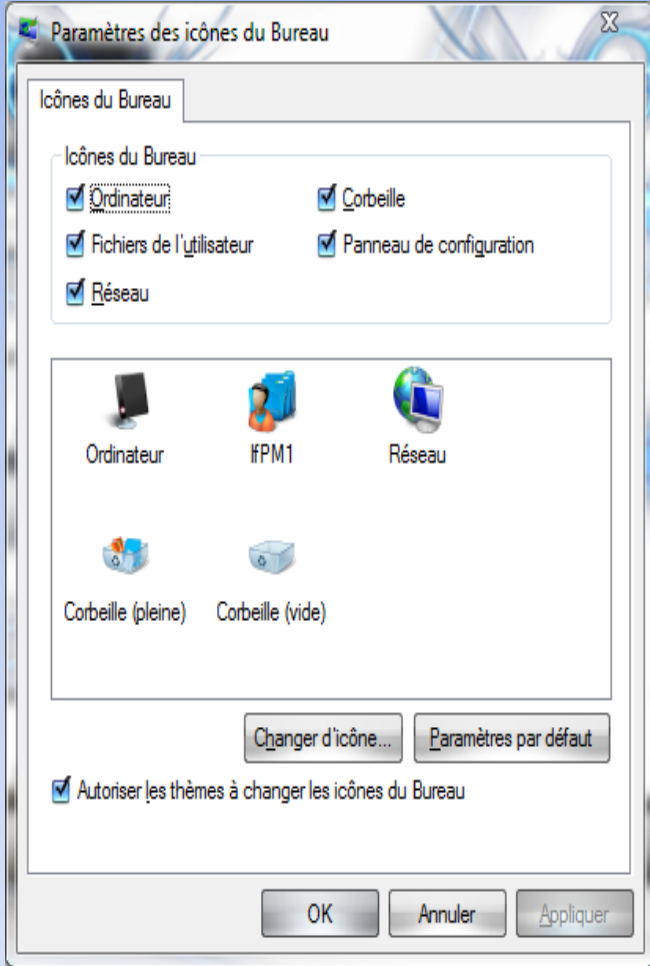 Paramètres des icônes du Bureau
X
Icônes du Bureau
Icônes du Bureau
Ordinateur Corbeille
Fichiers de l'utilisateur Panneau de configuration
Réseau
Ordinateur IfPM1 Réseau
Corbeille (pleine) Corbeille (vide)
Changer d'icône... Paramètres par défaut
Autoriser les thèmes à changer les icônes du Bureau
OK Annuler Appliquer